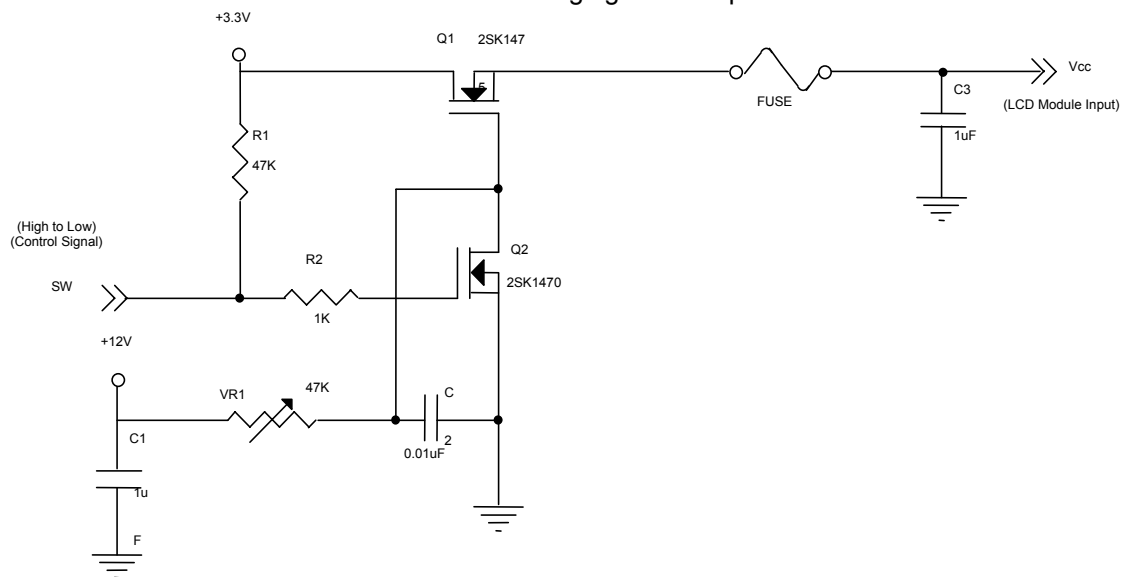 +3.3V
Q1
2SK147
5
FUSE
Vcc
(LCD Module Input)
C3
1uF
R1
47K
(High to Low)
(Control Signal)
SW
R2
1K
Q2
2SK1470
+12V
VR1
47K
C
2
0.01uF
C1
1u
F